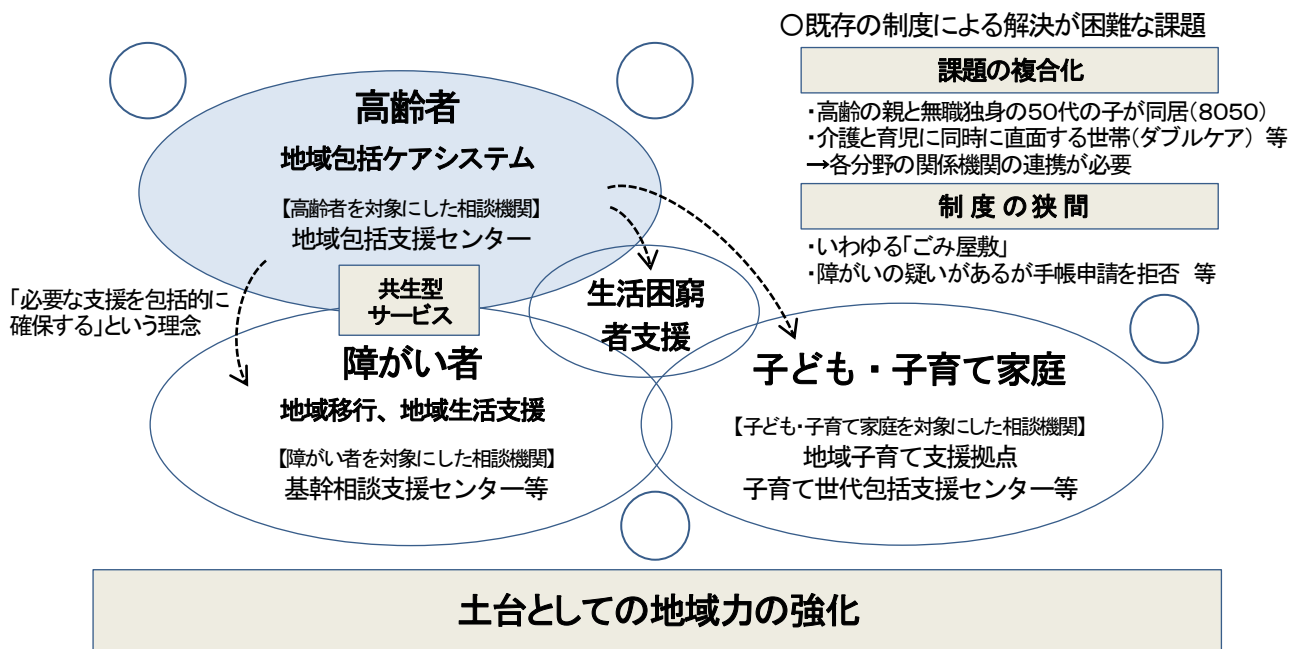 〇既存の制度による解決が困難な課題
課題の複合化
・高齢の親と無職独身の50代の子が同居(8050)
・介護と育児に同時に直面する世帯(ダブルケア) 等
→各分野の関係機関の連携が必要
制 度 の 狭 間
・いわゆる「ごみ屋敷」
・障がいの疑いがあるが手帳申請を拒否 等
高齢者
地域包括ケアシステム
【高齢者を対象にした相談機関】
地域包括支援センター
「必要な支援を包括的に
確保する」という理念
共生型
サービス
生活困窮
者支援
障がい者
地域移行、地域生活支援
【障がい者を対象にした相談機関】
基幹相談支援センター等
子ども・子育て家庭
【子ども・子育て家庭を対象にした相談機関】
地域子育て支援拠点
子育て世代包括支援センター等
土台としての地域力の強化